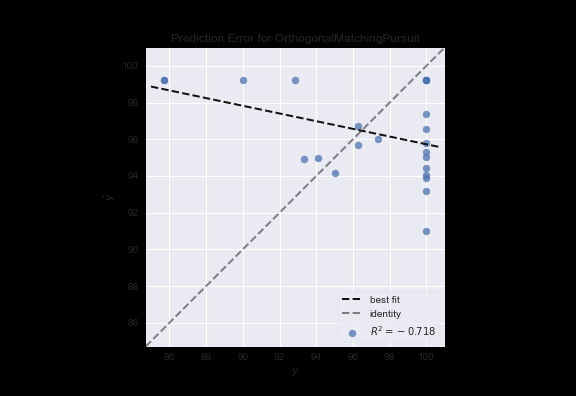 Prediction Error for OrthogonalMatchingPursuit
100
98
96
94
92
90
88
86
ŷ
best fit
identity
R² = −0.718
86 88 90 92 94 96 98 100
y